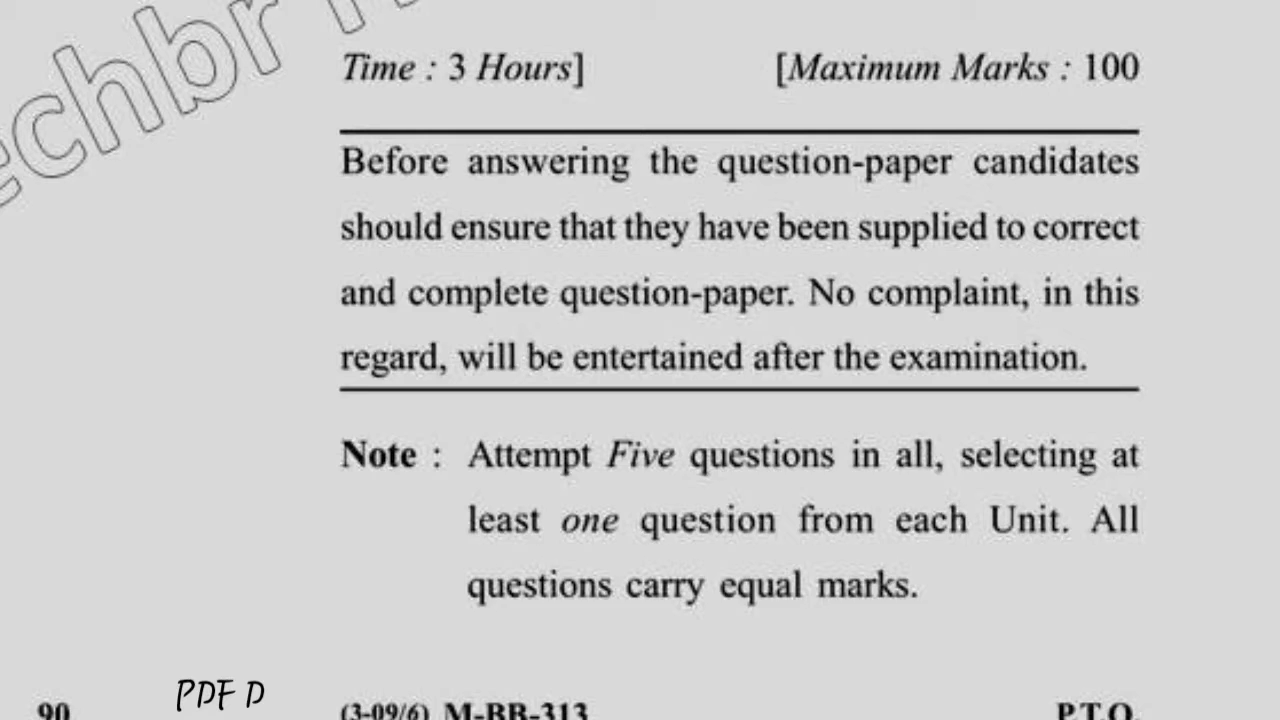 echbr
Time : 3 Hours] [Maximum Marks : 100
Before answering the question-paper candidates
should ensure that they have been supplied to correct
and complete question-paper. No complaint, in this
regard, will be entertained after the examination.
Note : Attempt Five questions in all, selecting at
least one question from each Unit. All
questions carry equal marks.
90 PDF D (3-09/6) M-BB-313 P.T.O.